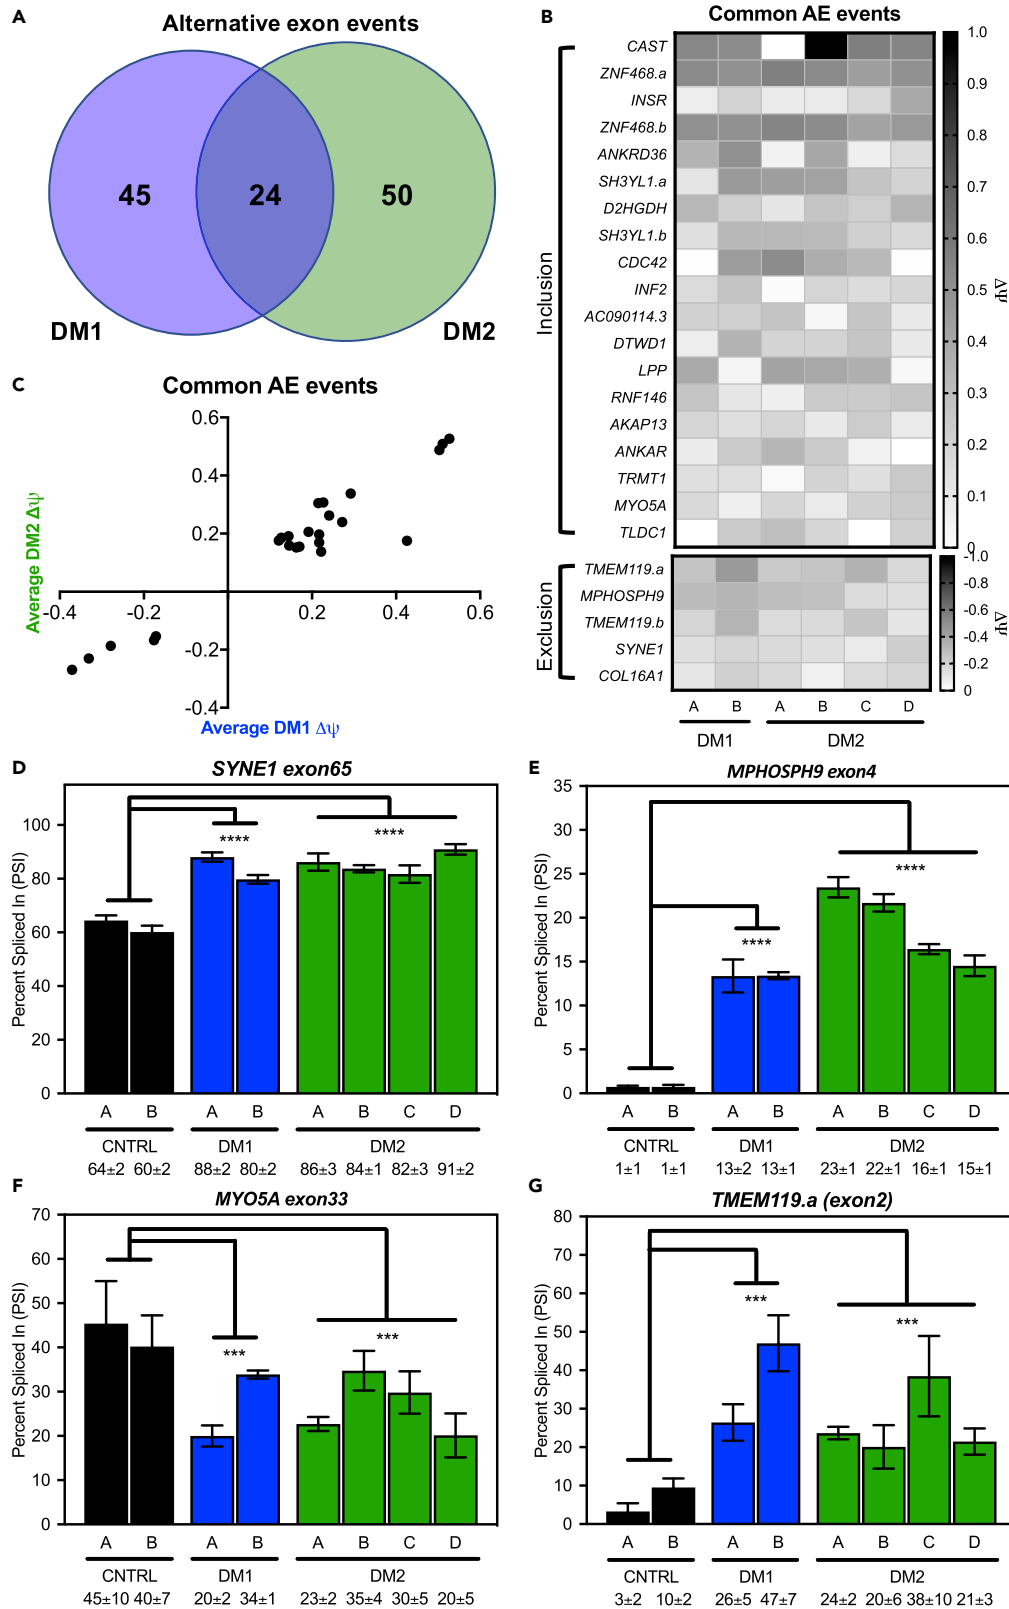 A
Alternative exon events
45
24
50
DM1
DM2
B
Common AE events
Inclusion
CAST
ZNF468.a
INSR
ZNF468.b
ANKRD36
SH3YL1.a
D2HGDH
SH3YL1.b
CDC42
INF2
AC090114.3
DTWD1
LPP
RNF146
AKAP13
ANKAR
TRMT1
MYO5A
TLDC1
1.0
0.9
0.8
0.7
0.6
0.5
0.4
0.3
0.2
0.1
0
ΔΨ
Exclusion
TMEM119.a
MPHOSPH9
TMEM119.b
SYNE1
COL16A1
-1.0
-0.8
-0.6
-0.4
-0.2
0
ΔΨ
A B A B C D
DM1 DM2
C
Common AE events
Average DM2 Δψ
0.6
0.4
0.2
-0.4 -0.2 0.2 0.4 0.6
-0.2
-0.4
Average DM1 Δψ
D
SYNE1 exon65
Percent Spliced In (PSI)
100
80
60
40
20
0
**** ****
A B A B A B C D
CNTRL DM1 DM2
64±2 60±2 88±2 80±2 86±3 84±1 82±3 91±2
E
MPHOSPH9 exon4
Percent Spliced In (PSI)
35
30
25
20
15
10
5
0
**** ****
A B A B A B C D
CNTRL DM1 DM2
1±1 1±1 13±2 13±1 23±1 22±1 16±1 15±1
F
MYO5A exon33
Percent Spliced In (PSI)
70
60
50
40
30
20
10
0
*** ***
A B A B A B C D
CNTRL DM1 DM2
45±10 40±7 20±2 34±1 23±2 35±4 30±5 20±5
G
TMEM119.a (exon2)
Percent Spliced In (PSI)
80
70
60
50
40
30
20
10
0
*** ***
A B A B A B C D
CNTRL DM1 DM2
3±2 10±2 26±5 47±7 24±2 20±6 38±10 21±3